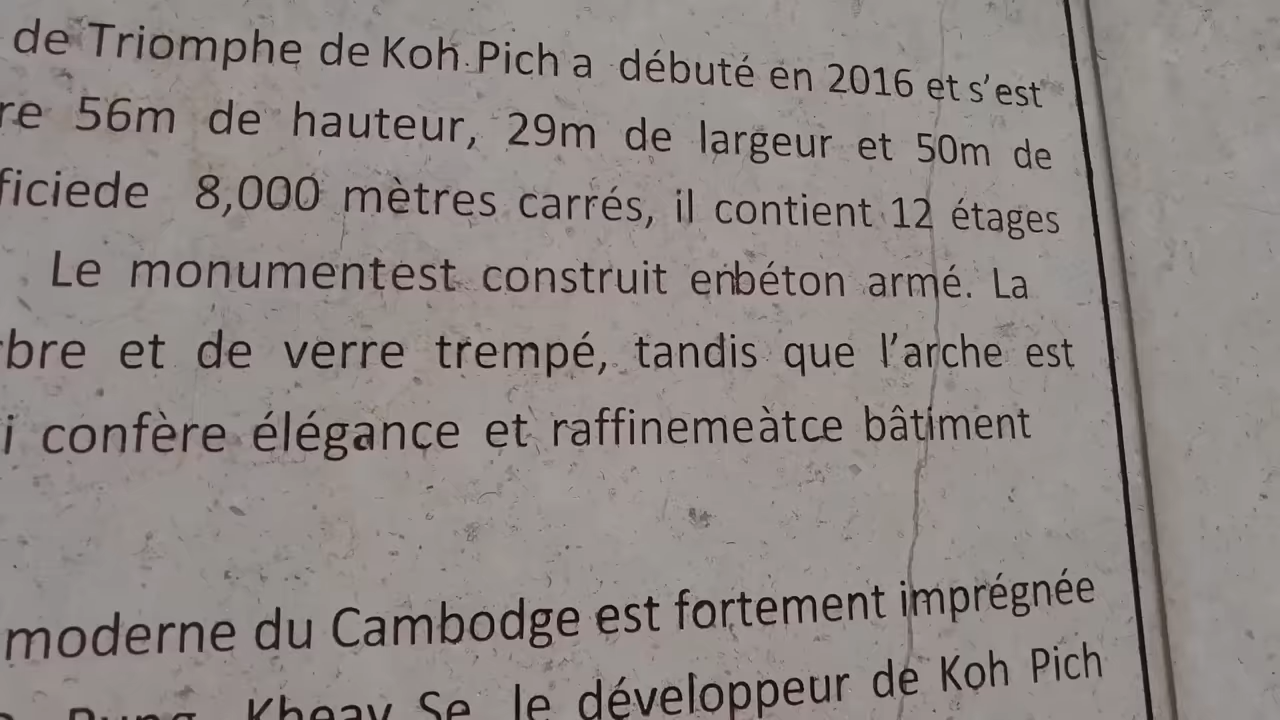 de Triomphe de Koh Pich a débuté en 2016 et s'est
re 56m de hauteur, 29m de largeur et 50m de
ficiede 8,000 mètres carrés, il contient 12 étages
Le monumentest construit enbéton armé. La
bre et de verre trempé, tandis que l'arche est
i confère élégance et raffinemeàtce bâtiment
moderne du Cambodge est fortement imprégnée
Pung Kheav Se, le développeur de Koh Pich